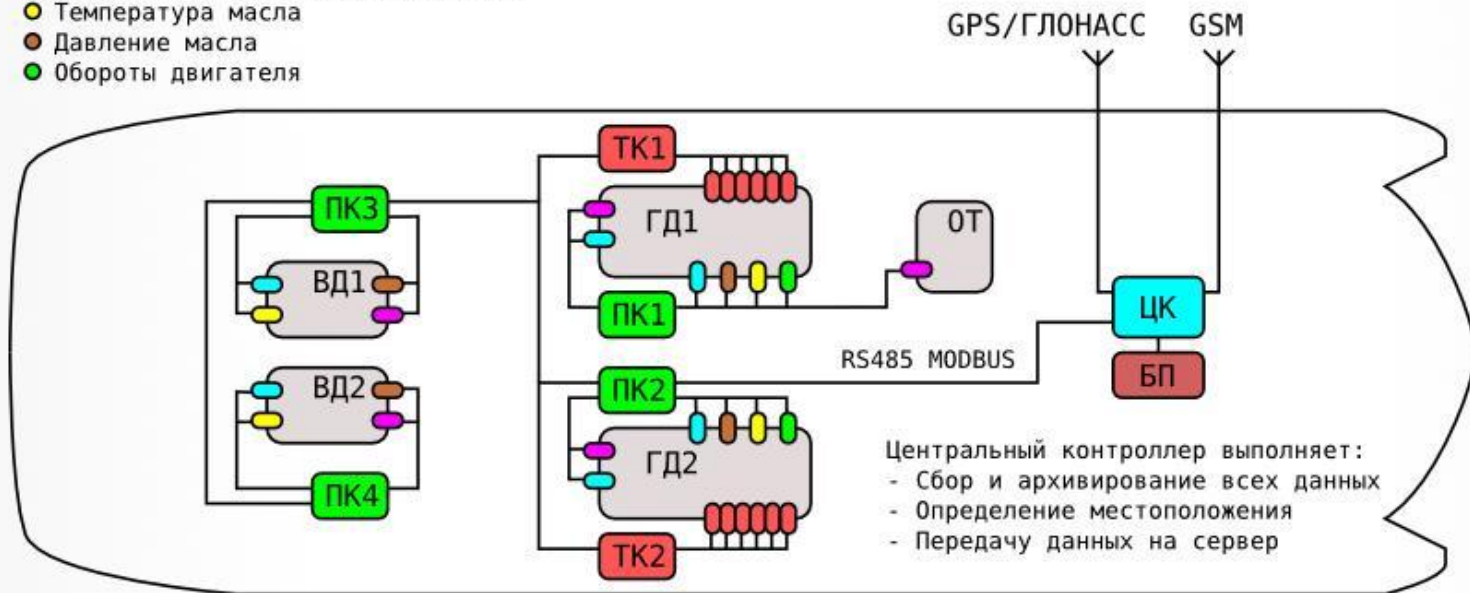 Температура масла
Давление масла
Обороты двигателя
GPS/ГЛОНАСС GSM
ТК1
ПК3
ГД1
ОТ
ВД1
ПК1
ЦК
RS485 MODBUS
БП
ВД2
ПК2
ГД2
ПК4
ТК2
Центральный контроллер выполняет:
- Сбор и архивирование всех данных
- Определение местоположения
- Передачу данных на сервер